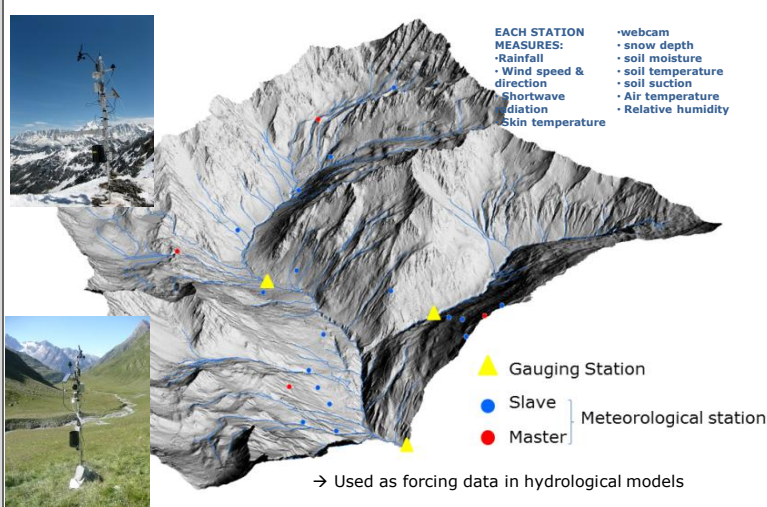 EACH STATION
MEASURES:
•Rainfall
• Wind speed &
direction
•Shortwave
radiation
•Skin temperature
•webcam
• snow depth
• soil moisture
• soil temperature
• soil suction
• Air temperature
• Relative humidity
Gauging Station
Slave
Master
Meteorological station
→ Used as forcing data in hydrological models